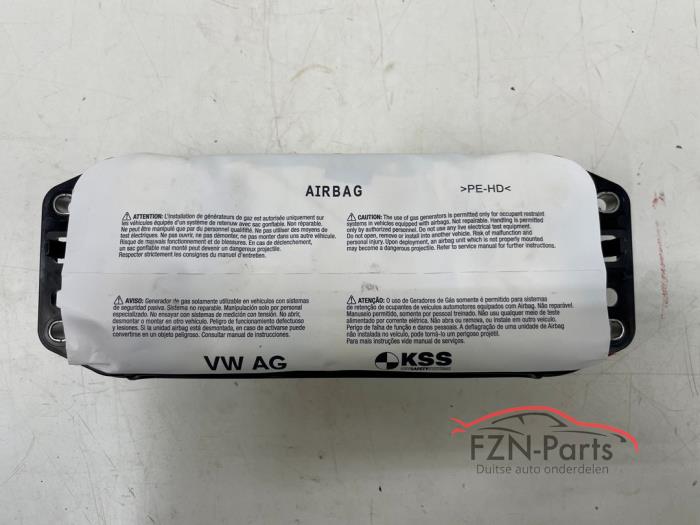 AIRBAG
>PE-HD<
ATTENTION: L'installation de générateurs de gaz est autorisée uniquement sur
les véhicules équipés d'un système de retenue avec sac gonflable. Non réparable.
Ne peut être manipulé que par du personnel qualifié. Ne pas utiliser des moyens de
test électriques. Ne pas ouvrir, ne pas démonter, ne pas monter dans une autre véhicule.
Risque de mauvais fonctionnement et de blessures. En cas de déclenchement,
un sac gonflable mal monté peut devenir un dangereux projectile.
Respecter strictement les consignes du manuel d'entretien.
CAUTION: The use of gas generators is permitted only for occupant restraint
systems in vehicles equipped with airbags. Not repairable. Handling is permitted
only by authorized personnel. Do not use any live electrical test equipment.
Do not open, remove or install into another vehicle. Risk of malfunction and
personal injury. Upon deployment, an airbag unit which is not properly mounted
may become a dangerous projectile. Refer to service manual for further instructions.
AVISO: Generador de gas solamente utilizable en vehículos con sistemas
de seguridad pasiva. Sistema no reparable. Manipulación solo por personal
especializado. No ensayar con sistemas de medición con tensión. No abrir,
desmontar o montar en otro vehículo. Peligro de funcionamiento defectuoso
y lesiones. Si la unidad airbag está desmontada, en caso de activarse puede
convertirse en un objeto peligroso. Consultar manual de instrucciones.
ATENÇÃO: O uso de Geradores de Gás somente é permitido para sistemas
de retenção de ocupantes de veículos automotores equipados com Airbag. Não reparável.
Manuseio permitido, somente por pessoal treinado. Não usar qualquer meio de teste
alimentado por corrente elétrica. Não abra ou remova, ou instale em outro veículo.
Perigo de falha de função e danos pessoais. A deflagração de uma unidade de Airbag
não instalada no veículo, pode torná-lo um perigoso projétil.
Para mais instruções vide manual de serviços.
VW AG
KSS
KEYSAFETYSYSTEMS
FZN-Parts
Duitse auto onderdelen